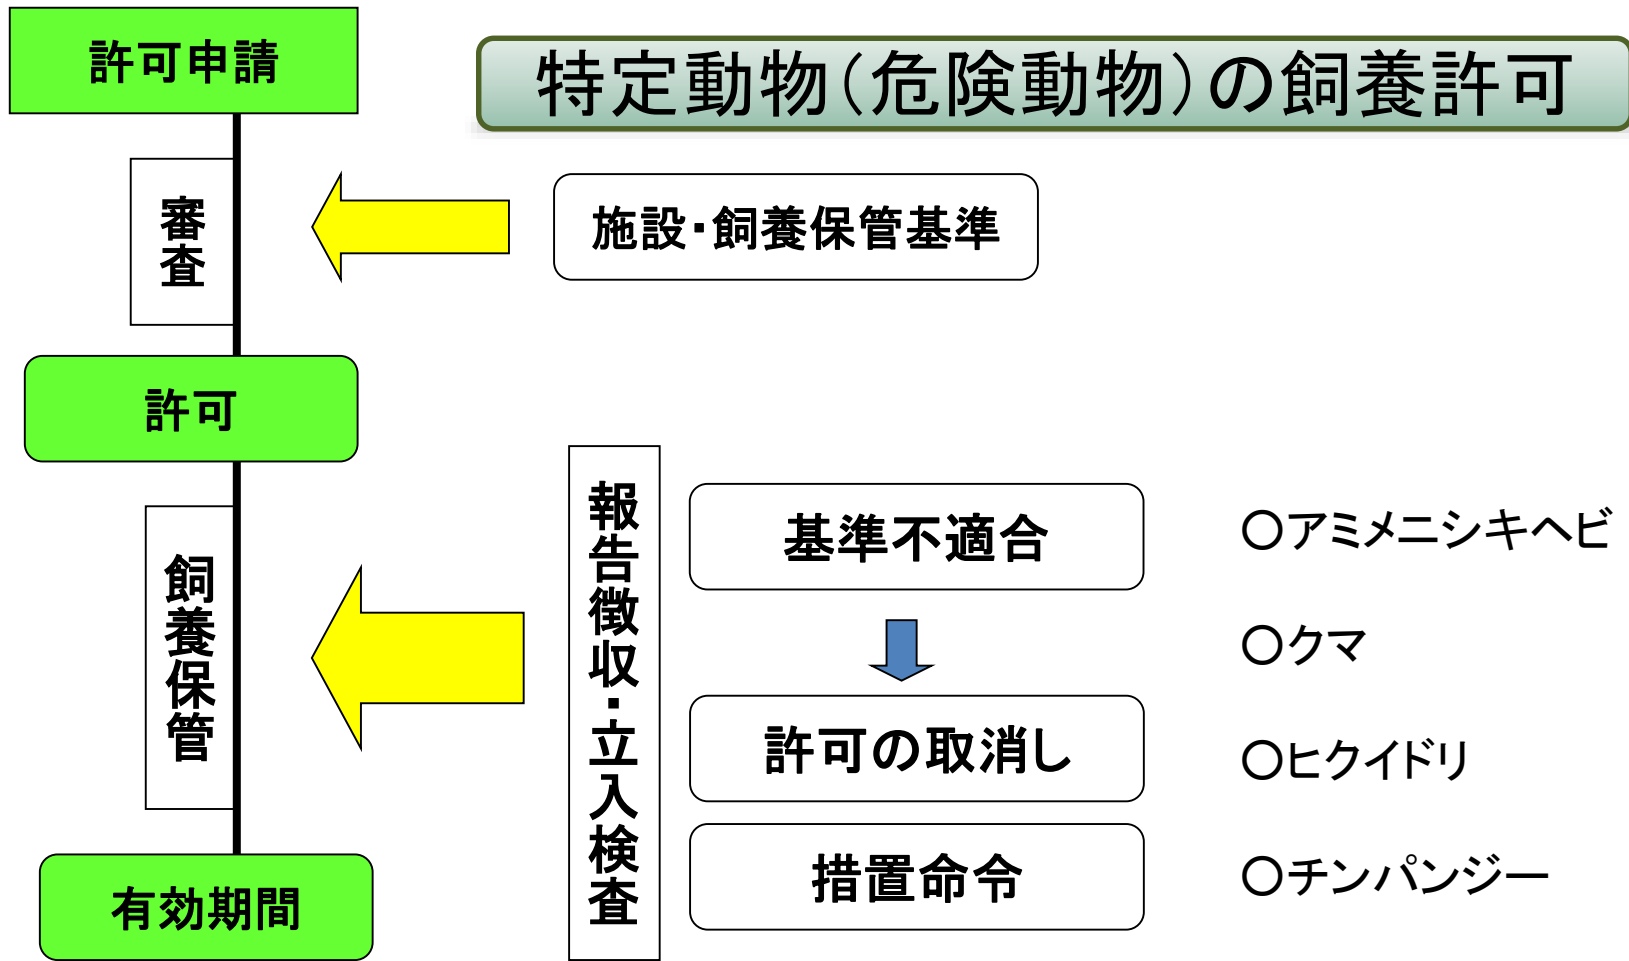 許可申請
特定動物(危険動物)の飼養許可
審査
施設・飼養保管基準
許可
飼養保管
報告徴収・立入検査
基準不適合
許可の取消し
措置命令
有効期間
○アミメニシキヘビ
○クマ
○ヒクイドリ
○チンパンジー